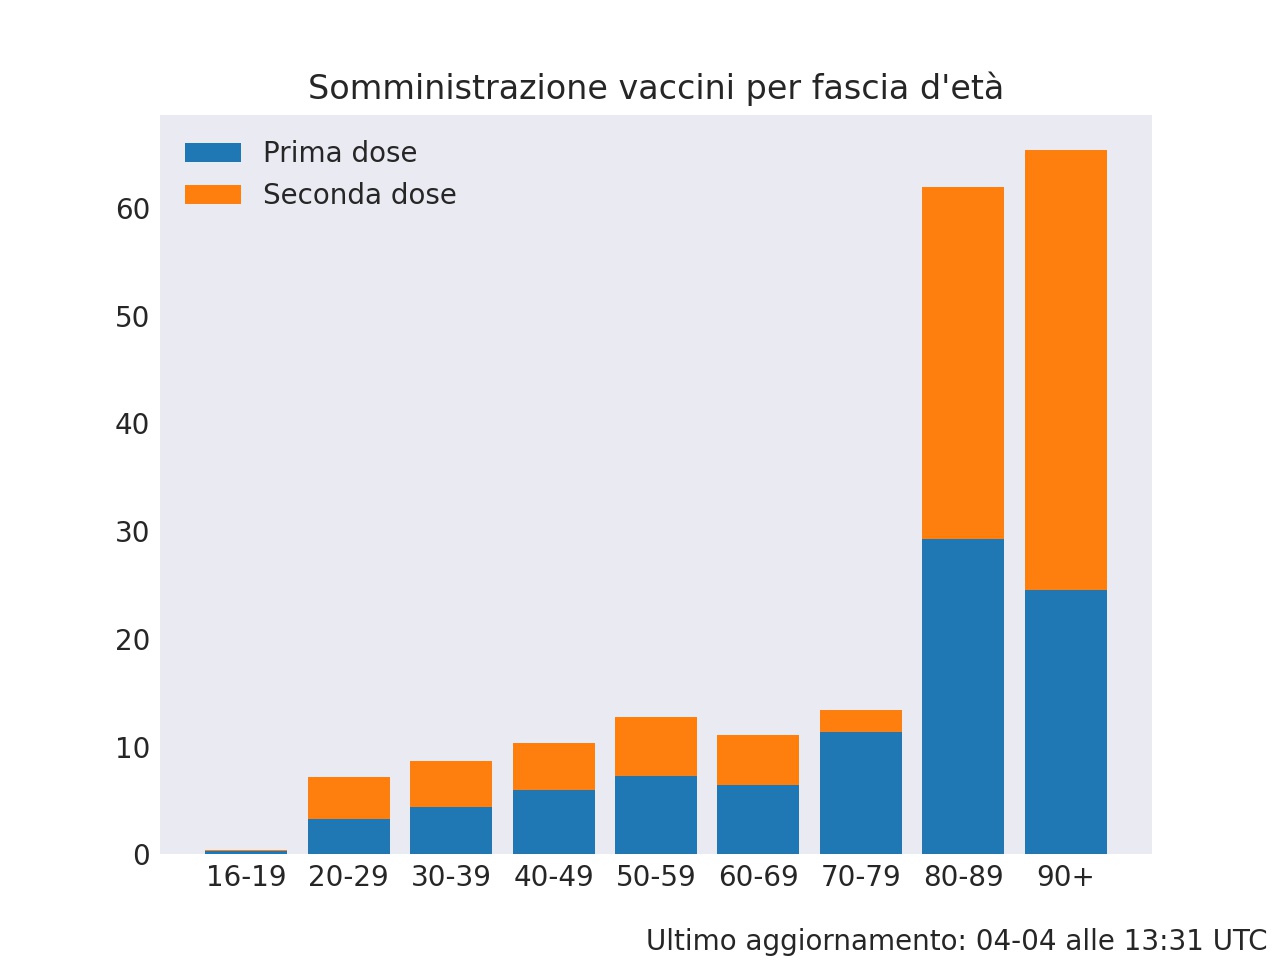 Somministrazione vaccini per fascia d'età
Prima dose
Seconda dose
60
50
40
30
20
10
0
16-19 20-29 30-39 40-49 50-59 60-69 70-79 80-89 90+
Ultimo aggiornamento: 04-04 alle 13:31 UTC